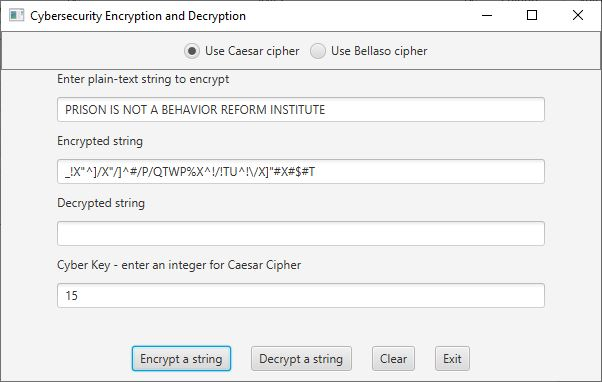 Cybersecurity Encryption and Decryption
Use Caesar cipher Use Bellaso cipher
Enter plain-text string to encrypt
PRISON IS NOT A BEHAVIOR REFORM INSTITUTE
Encrypted string
_!X"^]/X"/]^#/P/QTWP%X^!/!TU^!\/X]"#X#$#T
Decrypted string
Cyber Key - enter an integer for Caesar Cipher
15
Encrypt a string Decrypt a string Clear Exit